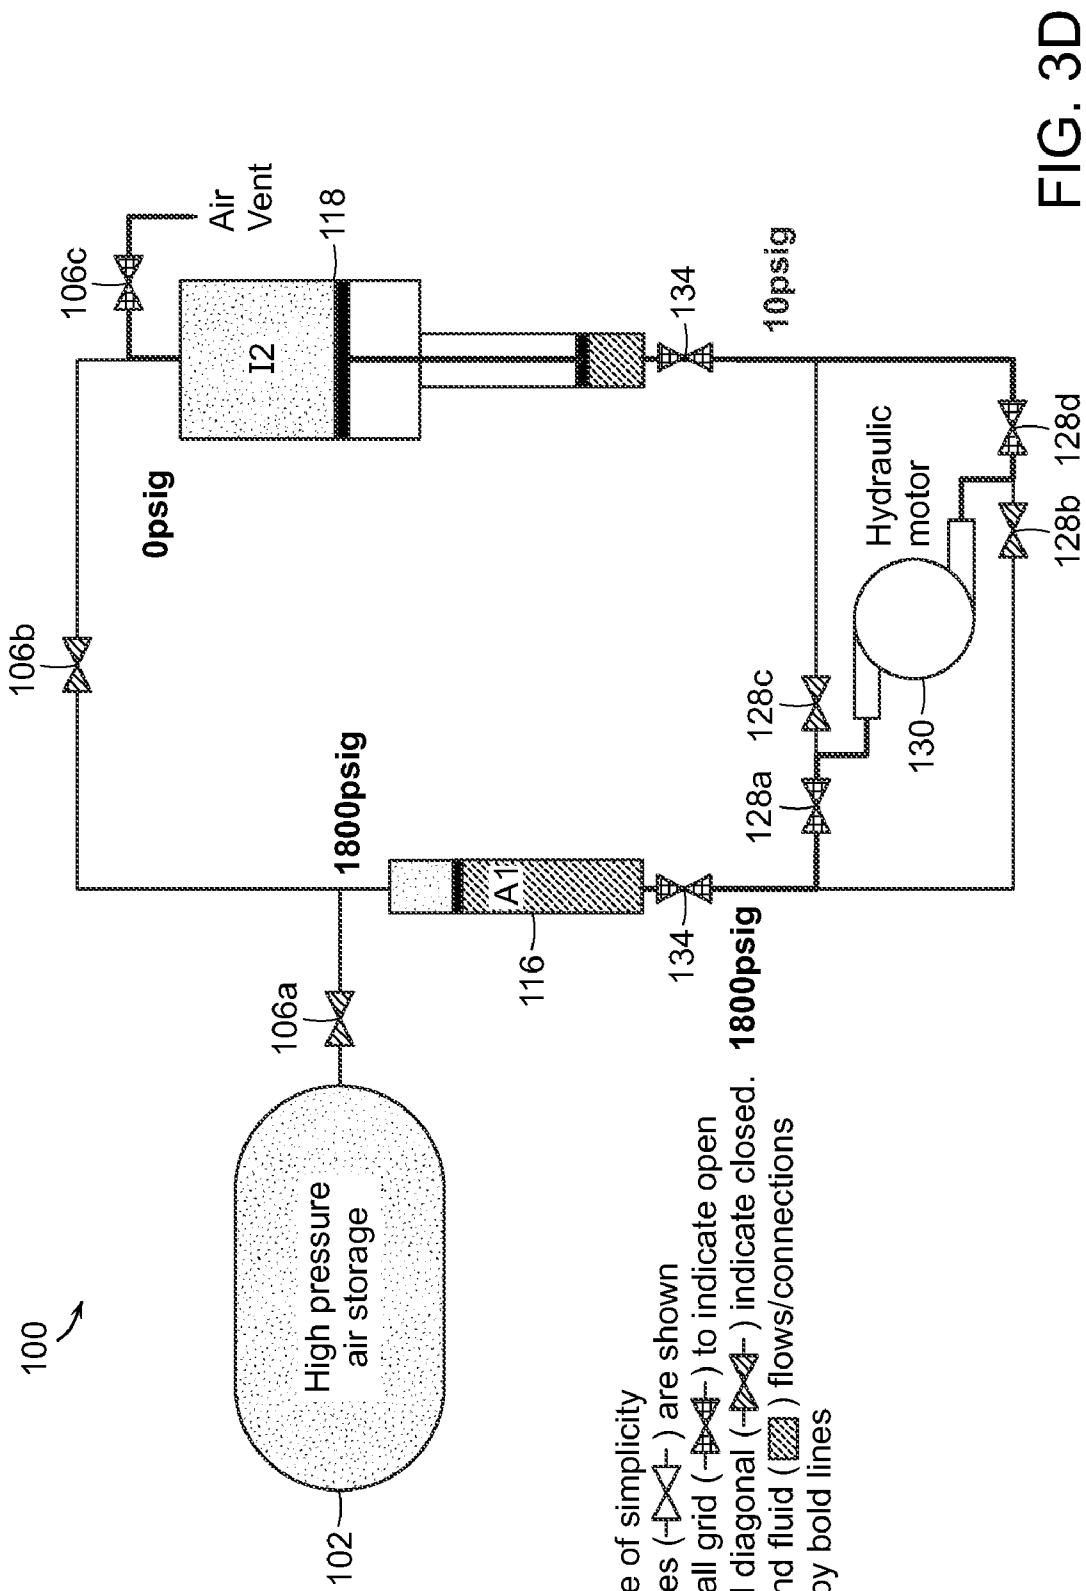 100
102
High pressure
air storage
106a
106b
106c
Air
Vent
0psig
I2
118
1800psig
A1
116
134
1800psig
134
10psig
128a
128c
Hydraulic
motor
130
128b
128d
e of simplicity
es ( ) are shown
all grid ( ) to indicate open
diagonal ( ) indicate closed.
nd fluid ( ) flows/connections
by bold lines
FIG. 3D